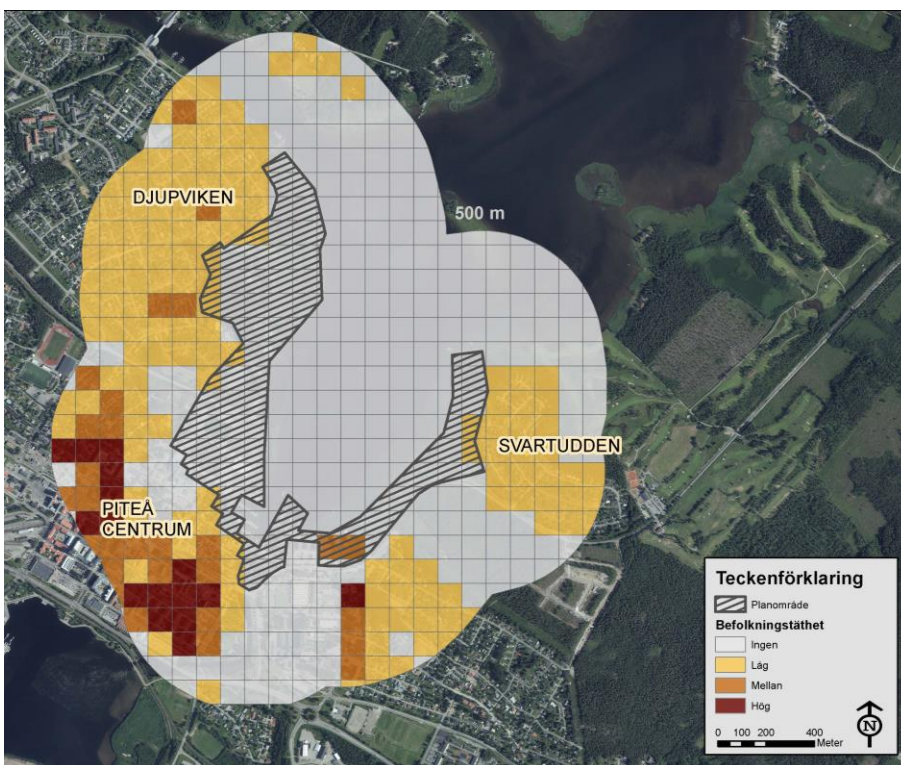 DJUPVIKEN
500 m
SVARTUDDEN
PITEÅ
CENTRUM
Teckenförklaring
Planområde
Befolkningstäthet
Ingen
Låg
Mellan
Hög
0 100 200 400
Meter
N